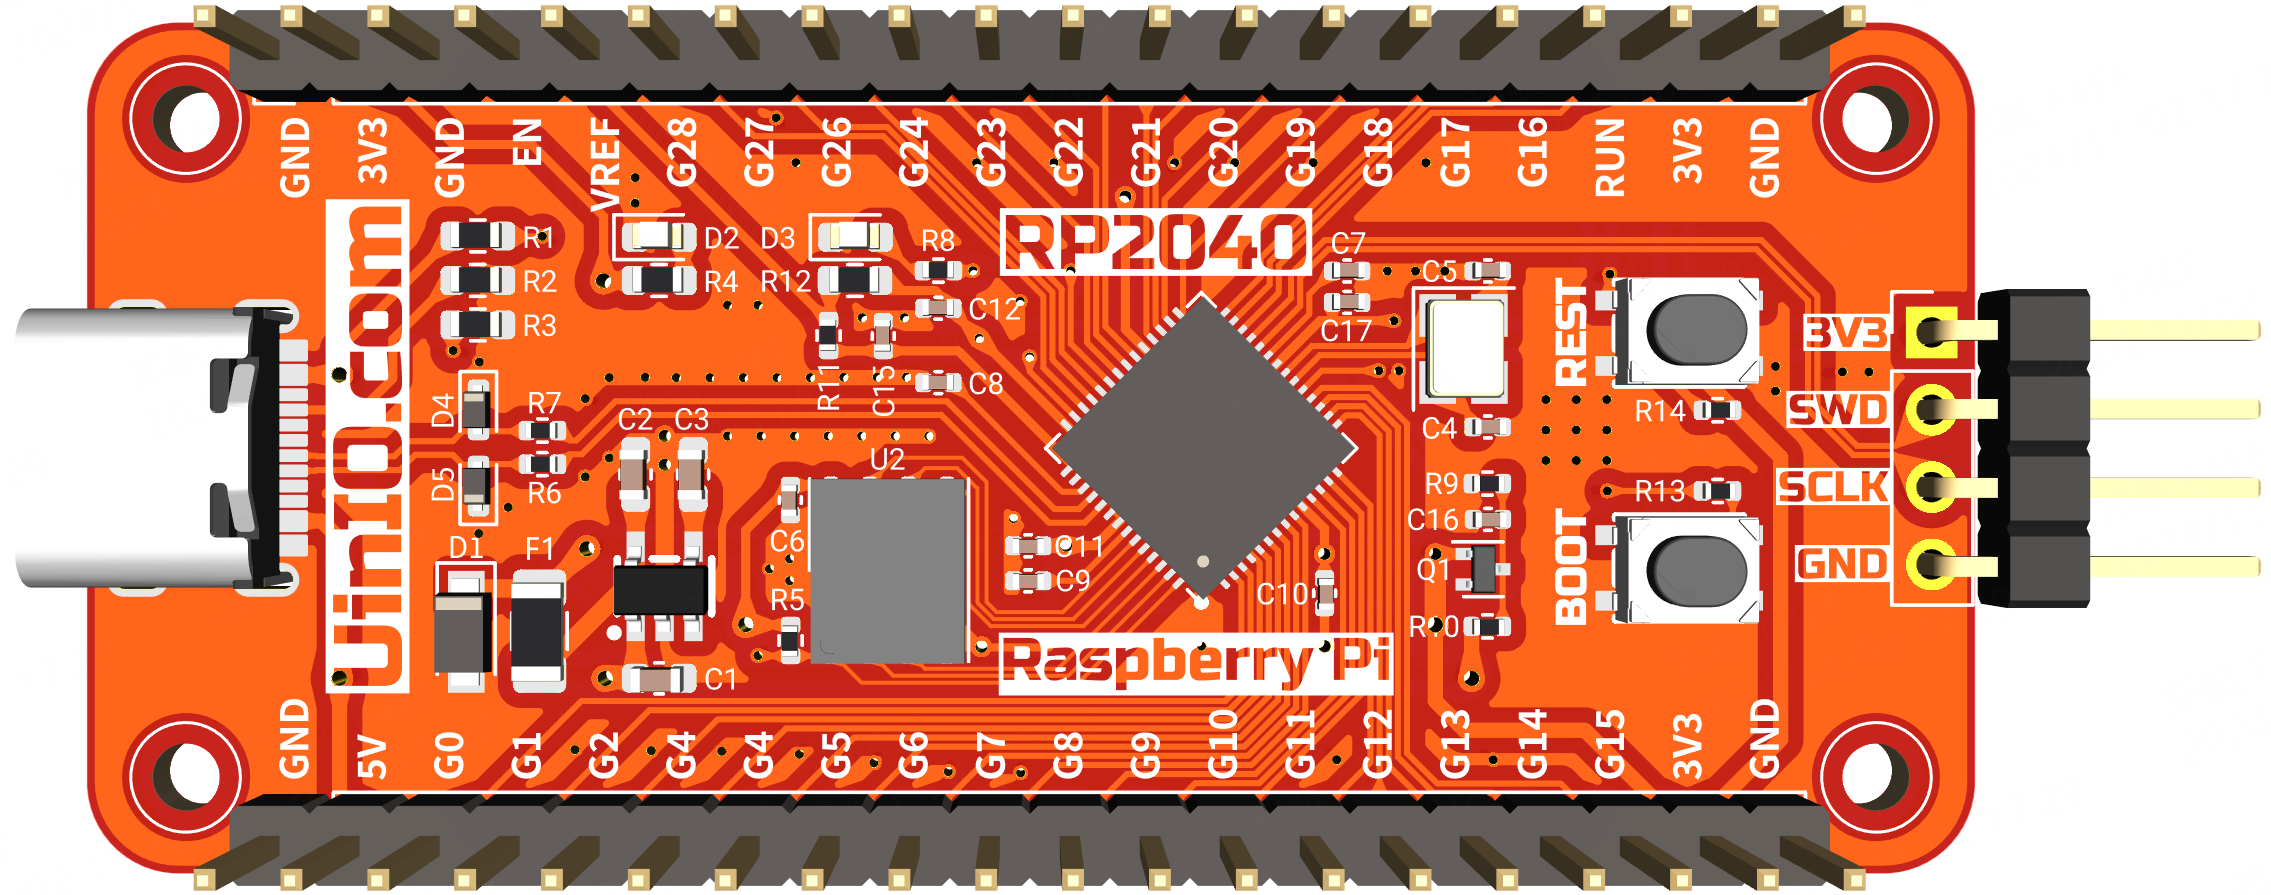 GND 3V3 GND EN VREF G28 G27 G26 G24 G23 G22 G21 G20 G19 G18 G17 G16 RUN 3V3 GND
Uin10.com
RP2040
R1 D2 D3 R8 C7
R2 R4 R12 C5
R3 C12 C17
REST
3V3
D4 R7 C2 C3 R11 C15 C8
R14 SWD
C4
U2
D5 R6 R9 R13 SCLK
C16
D1 F1 C6 C11
Q1 BOOT GND
R5 C9 C10
R10
C1
Raspberry Pi
GND 5V G0 G1 G2 G4 G4 G5 G6 G7 G8 G9 G10 G11 G12 G13 G14 G15 3V3 GND